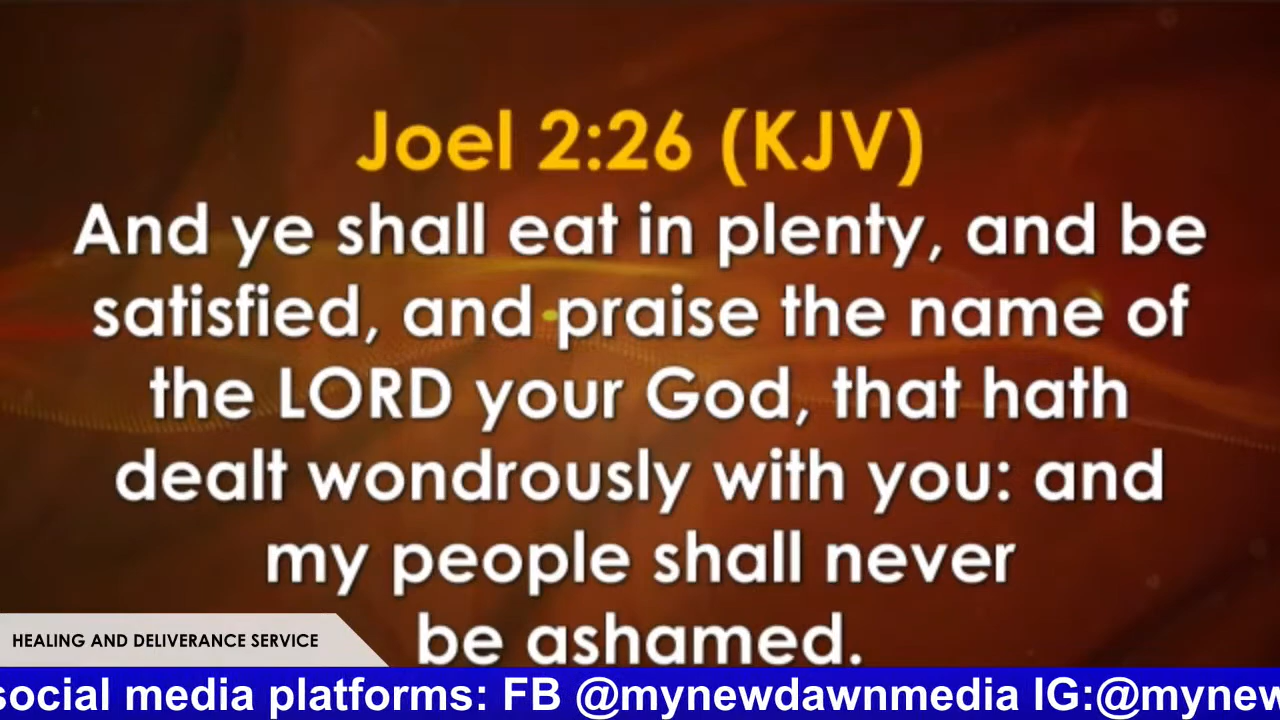 Joel 2:26 (KJV)
And ye shall eat in plenty, and be
satisfied, and praise the name of
the LORD your God, that hath
dealt wondrously with you: and
my people shall never
be ashamed.
HEALING AND DELIVERANCE SERVICE
social media platforms: FB @mynewdawnmedia IG:@mynew